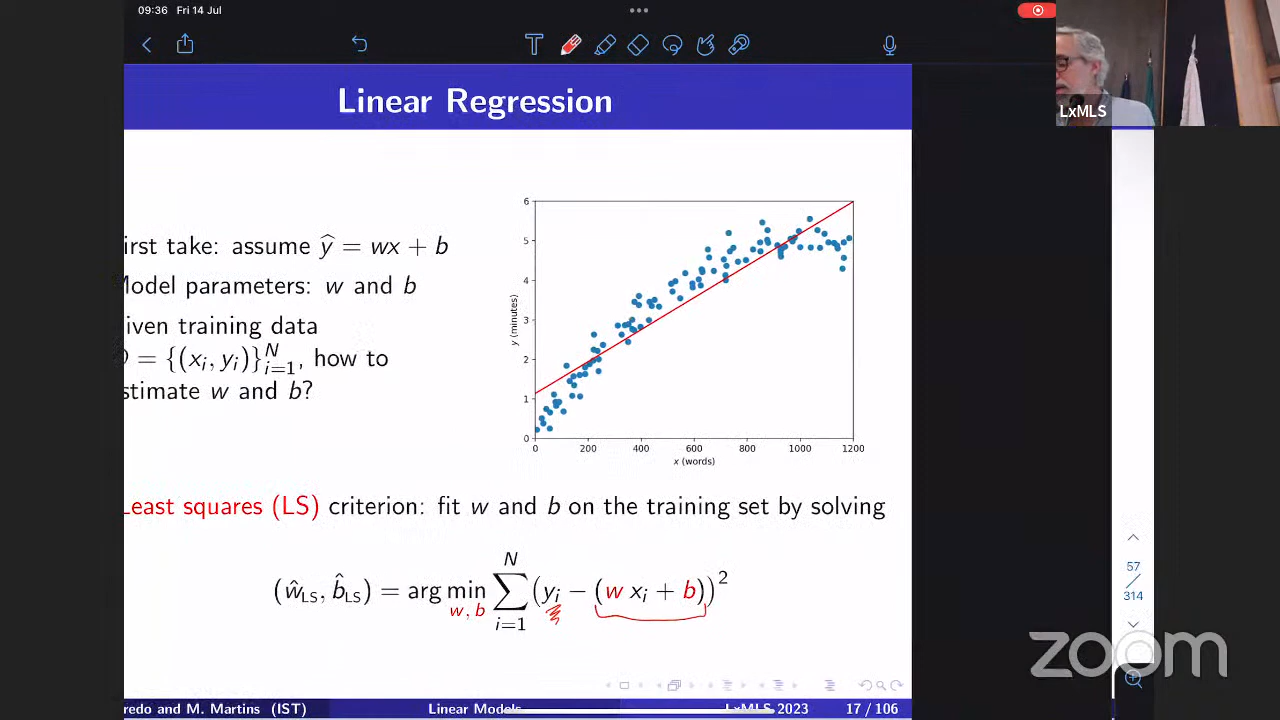 09:36 Fri 14 Jul
Linear Regression
LxMLS
irst take: assume ŷ = wx + b
Model parameters: w and b
iven training data
D = {(xᵢ, yᵢ)}ᴺᵢ₌₁, how to
stimate w and b?
6
5
4
3
2
1
0
y (minutes)
0 200 400 600 800 1000 1200
x (words)
Least squares (LS) criterion: fit w and b on the training set by solving
(ŵ_LS, b̂_LS) = arg min_{w, b} ∑_{i=1}^{N} (yᵢ − (w xᵢ + b))²
57
314
zoom
redo and M. Martins (IST) Linear Models LxMLS 2023 17 / 106